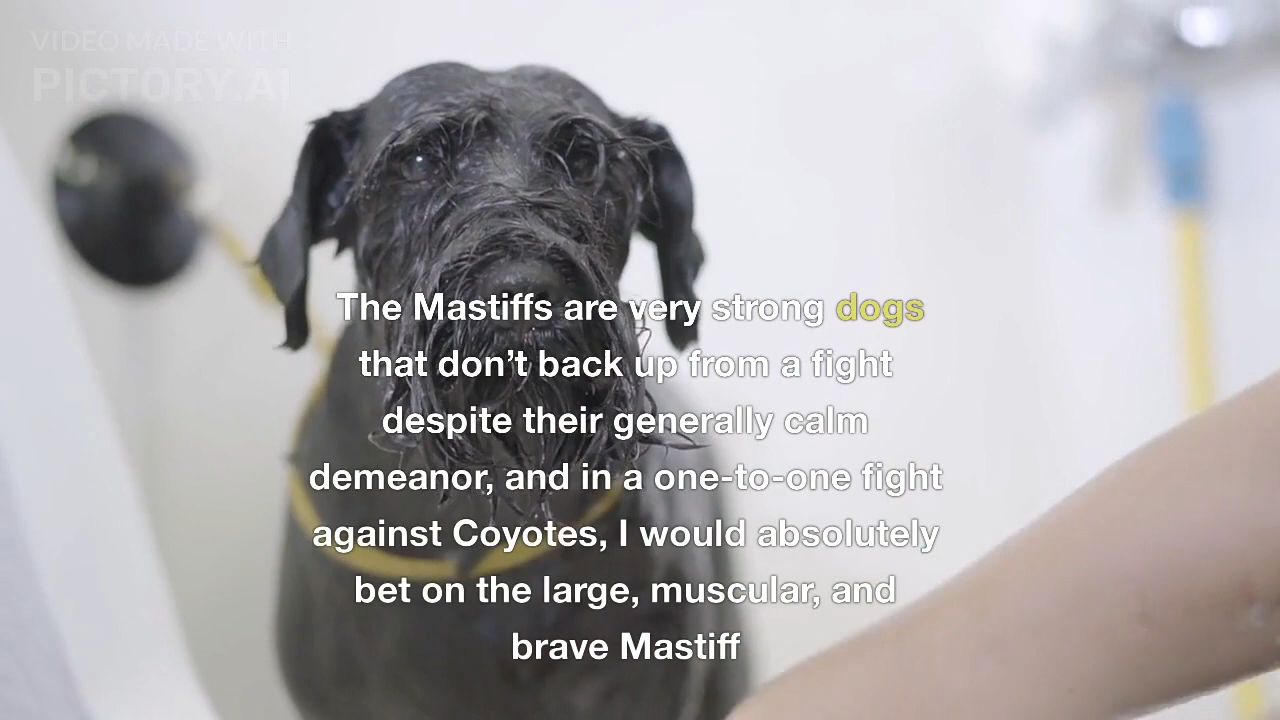 VIDEO MADE WITH
PICTORY.AI
The Mastiffs are very strong dogs
that don’t back up from a fight
despite their generally calm
demeanor, and in a one-to-one fight
against Coyotes, I would absolutely
bet on the large, muscular, and
brave Mastiff